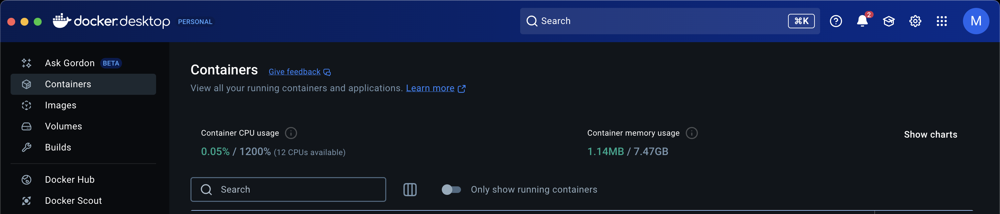 docker desktop PERSONAL
Search ⌘K
2
M
Ask Gordon BETA
Containers
Images
Volumes
Builds
Docker Hub
Docker Scout
Containers Give feedback
View all your running containers and applications. Learn more
Container CPU usage
0.05% / 1200% (12 CPUs available)
Container memory usage
1.14MB / 7.47GB
Show charts
Search
Only show running containers